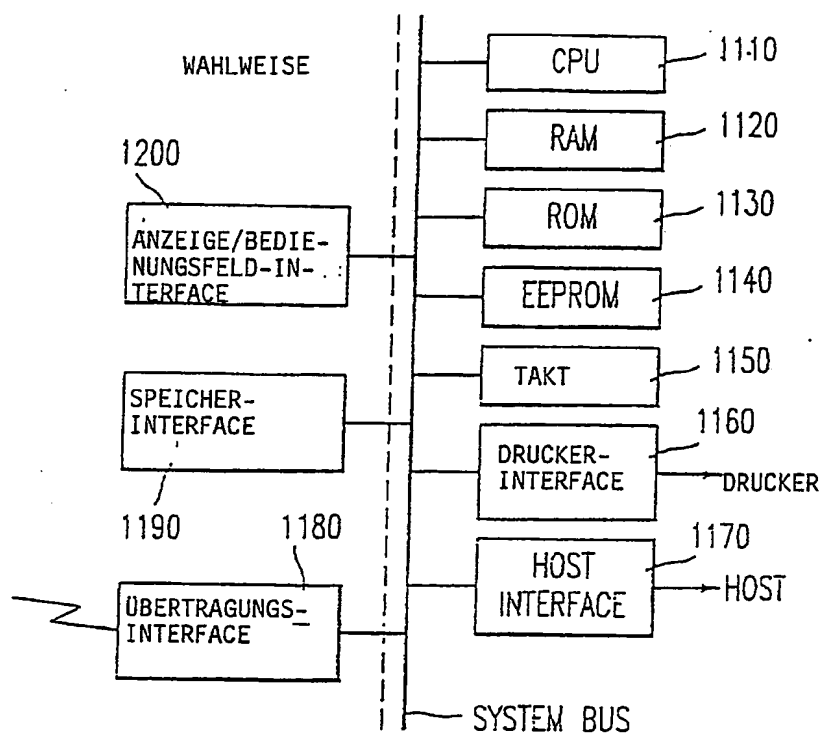 WAHLWEISE
CPU
1110
RAM
1120
1200
ROM
1130
ANZEIGE/BEDIE-
NUNGSFELD-IN-
TERFACE
EEPROM
1140
TAKT
1150
SPEICHER-
INTERFACE
1160
DRUCKER-
INTERFACE
DRUCKER
1190
1180
1170
HOST
INTERFACE
HOST
ÜBERTRAGUNGS-
INTERFACE
SYSTEM BUS